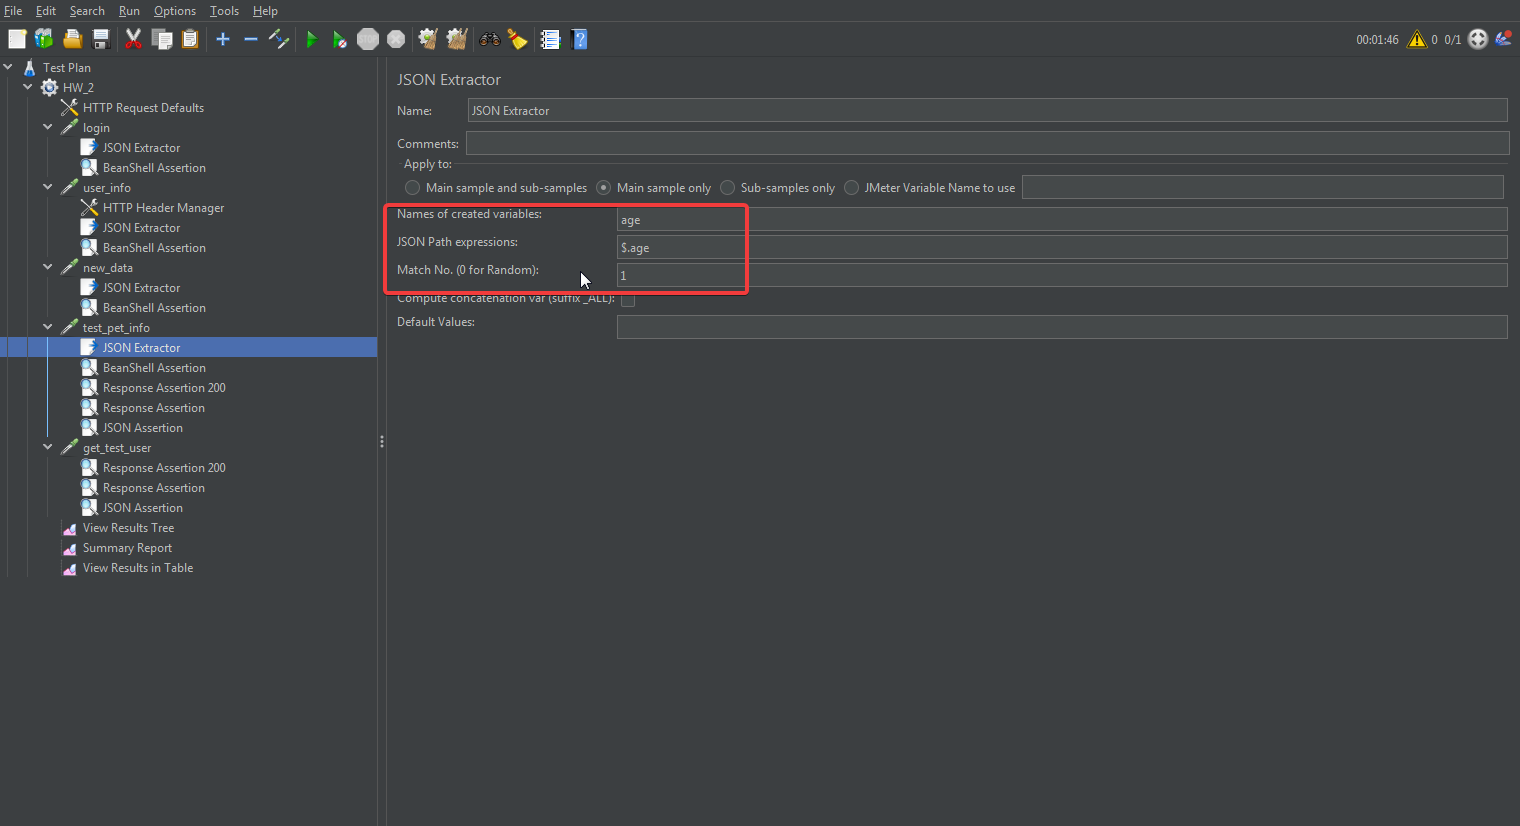 File Edit Search Run Options Tools Help
00:01:46 0 0/1
Test Plan
HW_2
HTTP Request Defaults
login
JSON Extractor
BeanShell Assertion
user_info
HTTP Header Manager
JSON Extractor
BeanShell Assertion
new_data
JSON Extractor
BeanShell Assertion
test_pet_info
JSON Extractor
BeanShell Assertion
Response Assertion 200
Response Assertion
JSON Assertion
get_test_user
Response Assertion 200
Response Assertion
JSON Assertion
View Results Tree
Summary Report
View Results in Table
JSON Extractor
Name: JSON Extractor
Comments:
Apply to:
Main sample and sub-samples Main sample only Sub-samples only JMeter Variable Name to use
Names of created variables: age
JSON Path expressions: $.age
Match No. (0 for Random): 1
Compute concatenation var (suffix _ALL):
Default Values: